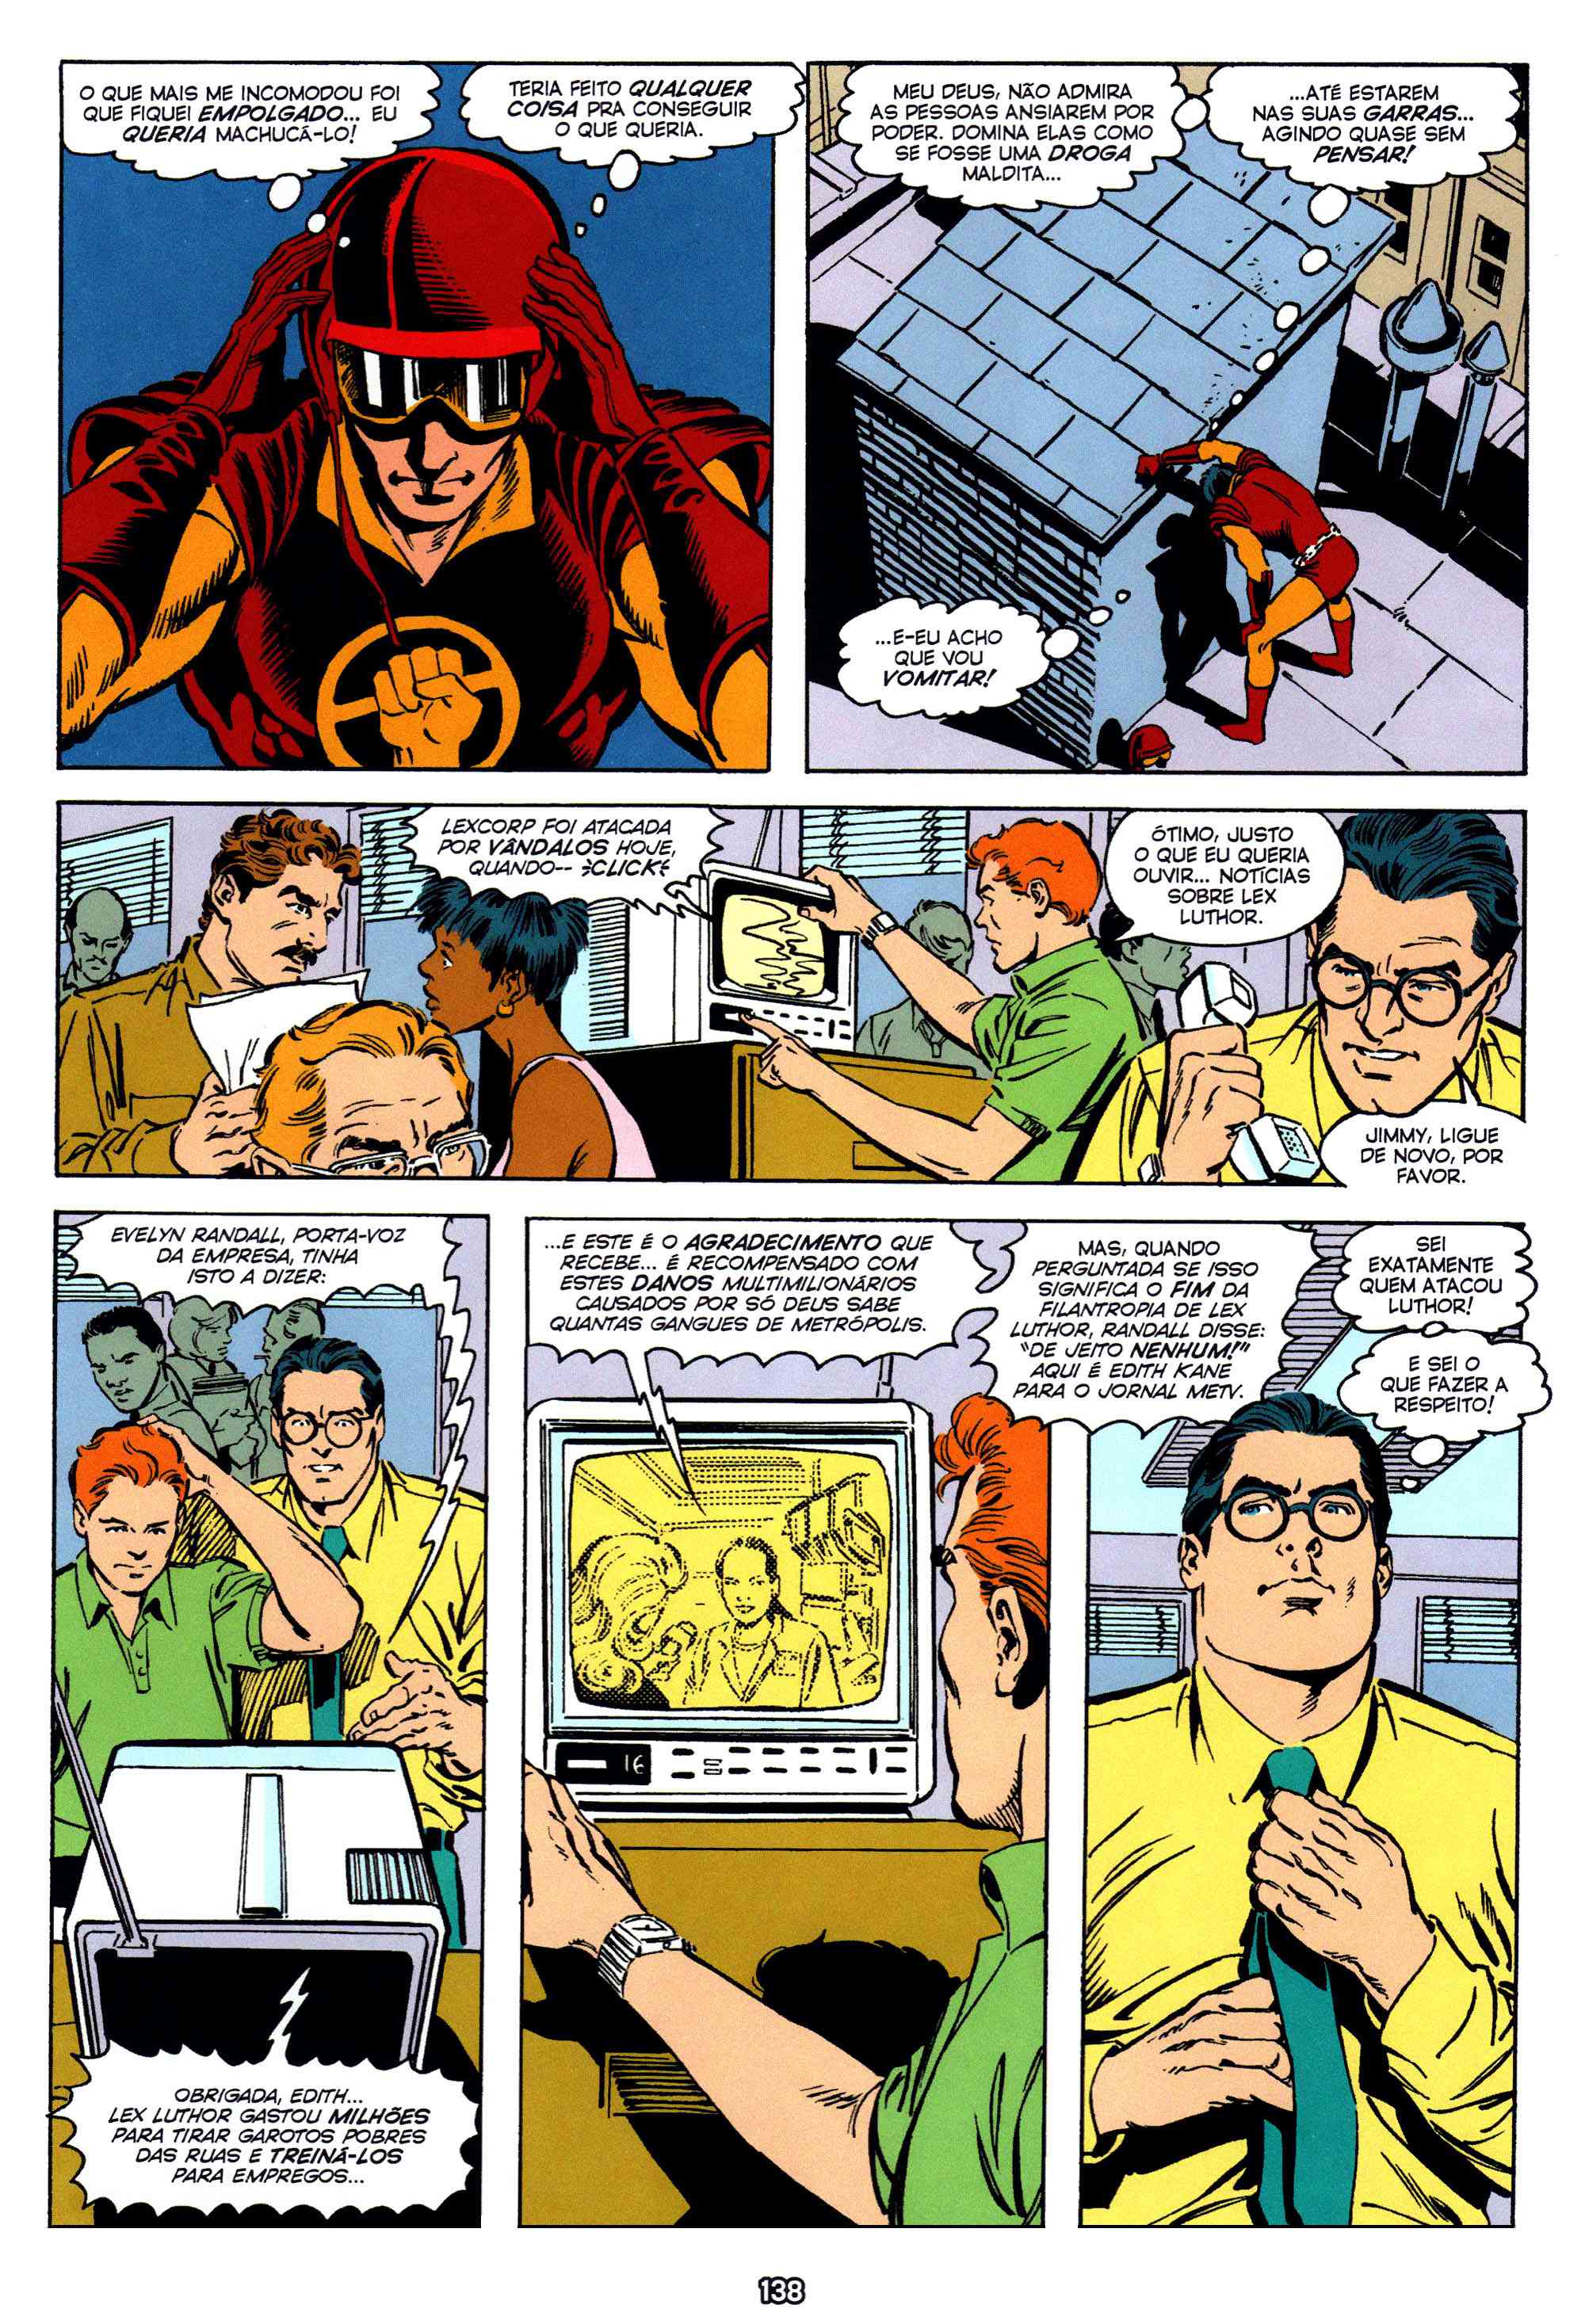 O QUE MAIS ME INCOMODOU FOI
QUE FIQUEI EMPOLGADO... EU
QUERIA MACHUCÁ-LO!
TERIA FEITO QUALQUER
COISA PRA CONSEGUIR
O QUE QUERIA.
MEU DEUS, NÃO ADMIRA
AS PESSOAS ANSIAREM POR
PODER. DOMINA ELAS COMO
SE FOSSE UMA DROGA
MALDITA...
...ATÉ ESTAREM
NAS SUAS GARRAS...
AGINDO QUASE SEM
PENSAR!
...E-EU ACHO
QUE VOU
VOMITAR!
LEXCORP FOI ATACADA
POR VÂNDALOS HOJE,
QUANDO-- CLICK
ÓTIMO, JUSTO
O QUE EU QUERIA
OUVIR... NOTÍCIAS
SOBRE LEX
LUTHOR.
JIMMY, LIGUE
DE NOVO, POR
FAVOR.
EVELYN RANDALL, PORTA-VOZ
DA EMPRESA, TINHA
ISTO A DIZER:
OBRIGADA, EDITH...
LEX LUTHOR GASTOU MILHÕES
PARA TIRAR GAROTOS POBRES
DAS RUAS E TREINÁ-LOS
PARA EMPREGOS...
...E ESTE É O AGRADECIMENTO QUE
RECEBE... É RECOMPENSADO COM
ESTES DANOS MULTIMILIONÁRIOS
CAUSADOS POR SÓ DEUS SABE
QUANTAS GANGUES DE METRÓPOLIS.
16
MAS, QUANDO
PERGUNTADA SE ISSO
SIGNIFICA O FIM DA
FILANTROPIA DE LEX
LUTHOR, RANDALL DISSE:
"DE JEITO NENHUM!"
AQUI É EDITH KANE
PARA O JORNAL METV.
SEI
EXATAMENTE
QUEM ATACOU
LUTHOR!
E SEI O
QUE FAZER A
RESPEITO!
138